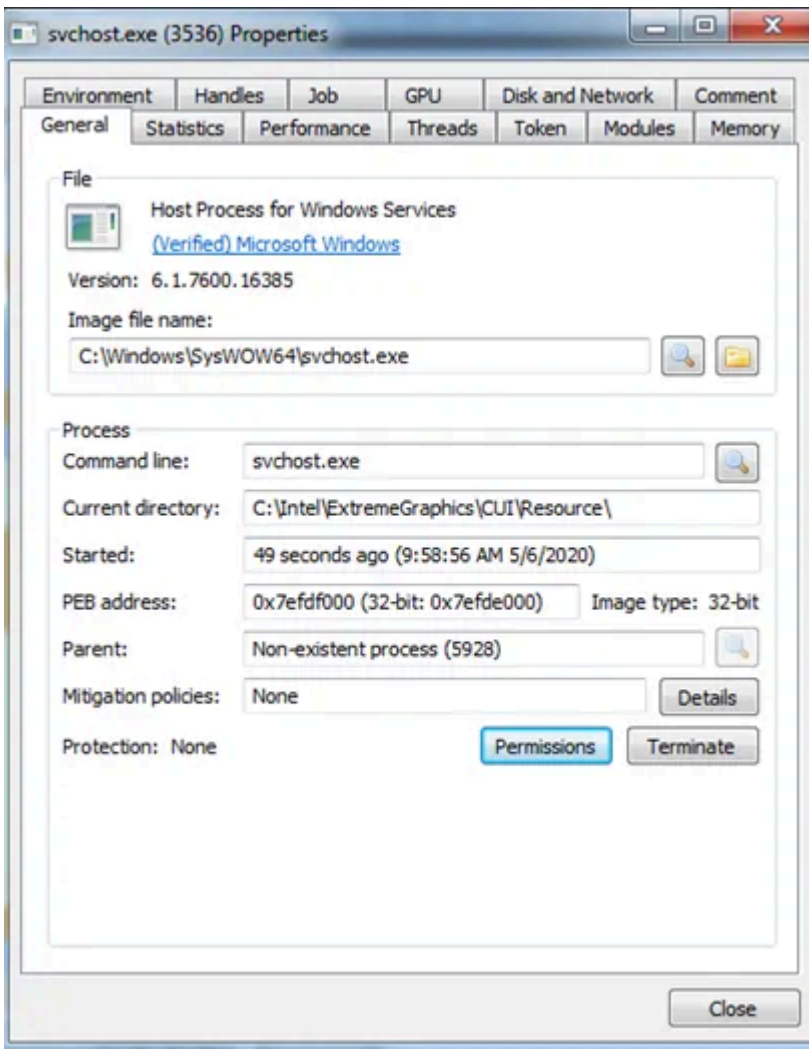 svchost.exe (3536) Properties
Environment Handles Job GPU Disk and Network Comment
General Statistics Performance Threads Token Modules Memory
File
Host Process for Windows Services
(Verified) Microsoft Windows
Version: 6.1.7600.16385
Image file name:
C:\Windows\SysWOW64\svchost.exe
Process
Command line: svchost.exe
Current directory: C:\Intel\ExtremeGraphics\CUI\Resource\
Started: 49 seconds ago (9:58:56 AM 5/6/2020)
PEB address: 0x7efdf000 (32-bit: 0x7efde000) Image type: 32-bit
Parent: Non-existent process (5928)
Mitigation policies: None Details
Protection: None Permissions Terminate
Close